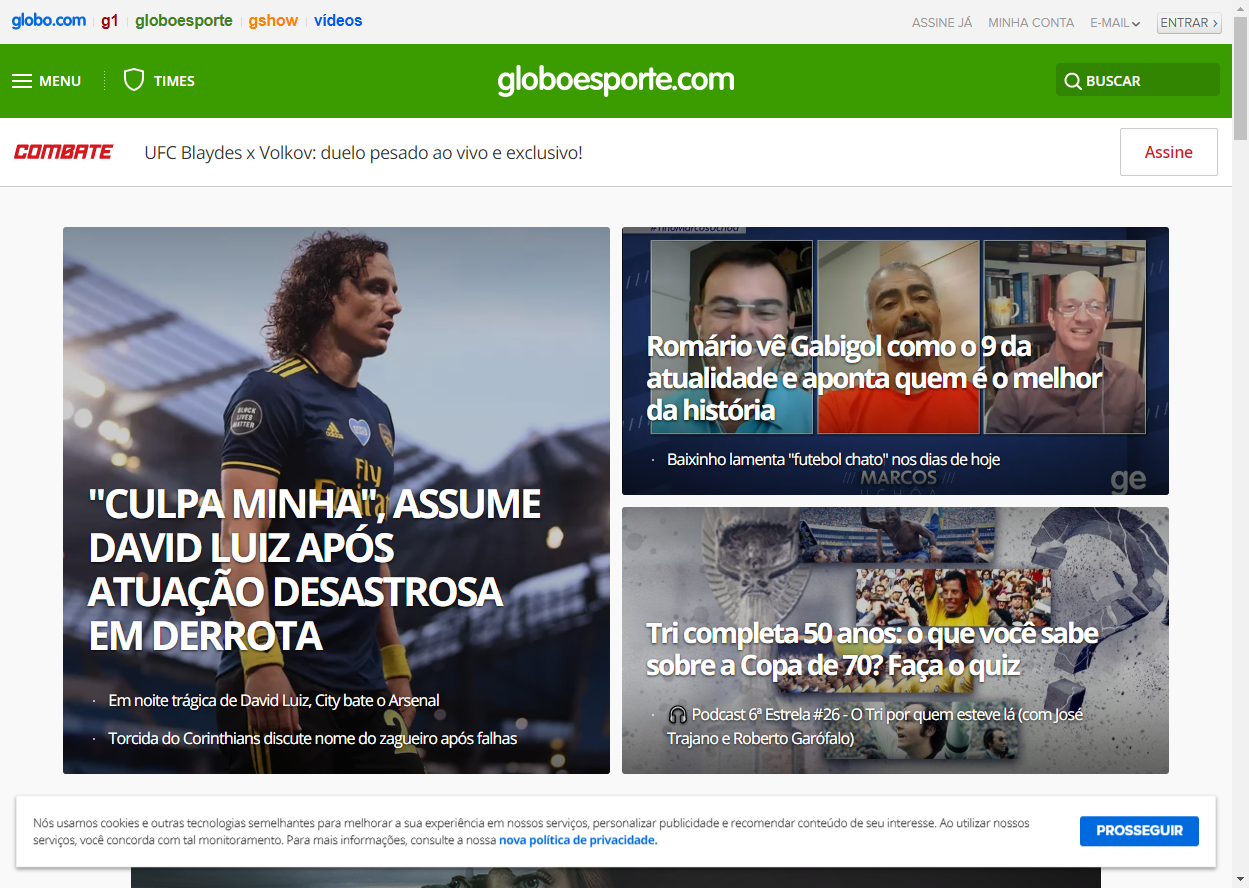 globo.com g1 globoesporte gshow vídeos
ASSINE JÁ MINHA CONTA E-MAIL ENTRAR
MENU TIMES globoesporte.com BUSCAR
COMBATE UFC Blaydes x Volkov: duelo pesado ao vivo e exclusivo! Assine
BLACK
LIVES
MATTER
Fly
"CULPA MINHA", ASSUME
DAVID LUIZ APÓS
ATUAÇÃO DESASTROSA
EM DERROTA
· Em noite trágica de David Luiz, City bate o Arsenal
· Torcida do Corinthians discute nome do zagueiro após falhas
Romário vê Gabigol como o 9 da
atualidade e aponta quem é o melhor
da história
· Baixinho lamenta "futebol chato" nos dias de hoje
/// MARCOS ///
ge
Tri completa 50 anos: o que você sabe
sobre a Copa de 70? Faça o quiz
· 🎧 Podcast 6ª Estrela #26 - O Tri por quem esteve lá (com José
Trajano e Roberto Garófalo)
Nós usamos cookies e outras tecnologias semelhantes para melhorar a sua experiência em nossos serviços, personalizar publicidade e recomendar conteúdo de seu interesse. Ao utilizar nossos
serviços, você concorda com tal monitoramento. Para mais informações, consulte a nossa nova política de privacidade.
PROSSEGUIR